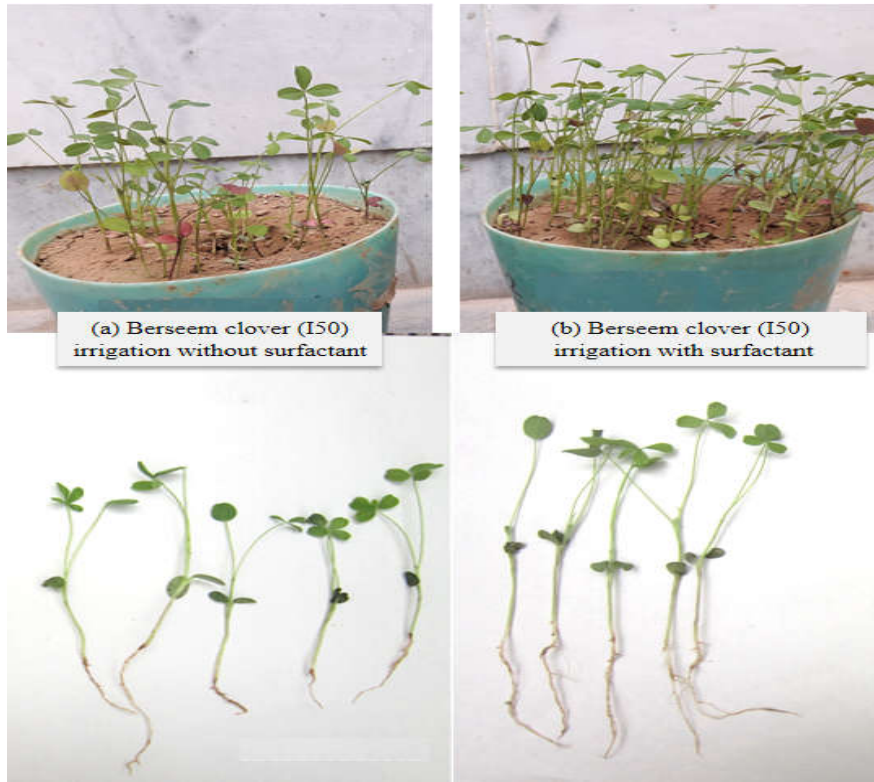 (a) Berseem clover (I50)
irrigation without surfactant
(b) Berseem clover (I50)
irrigation with surfactant